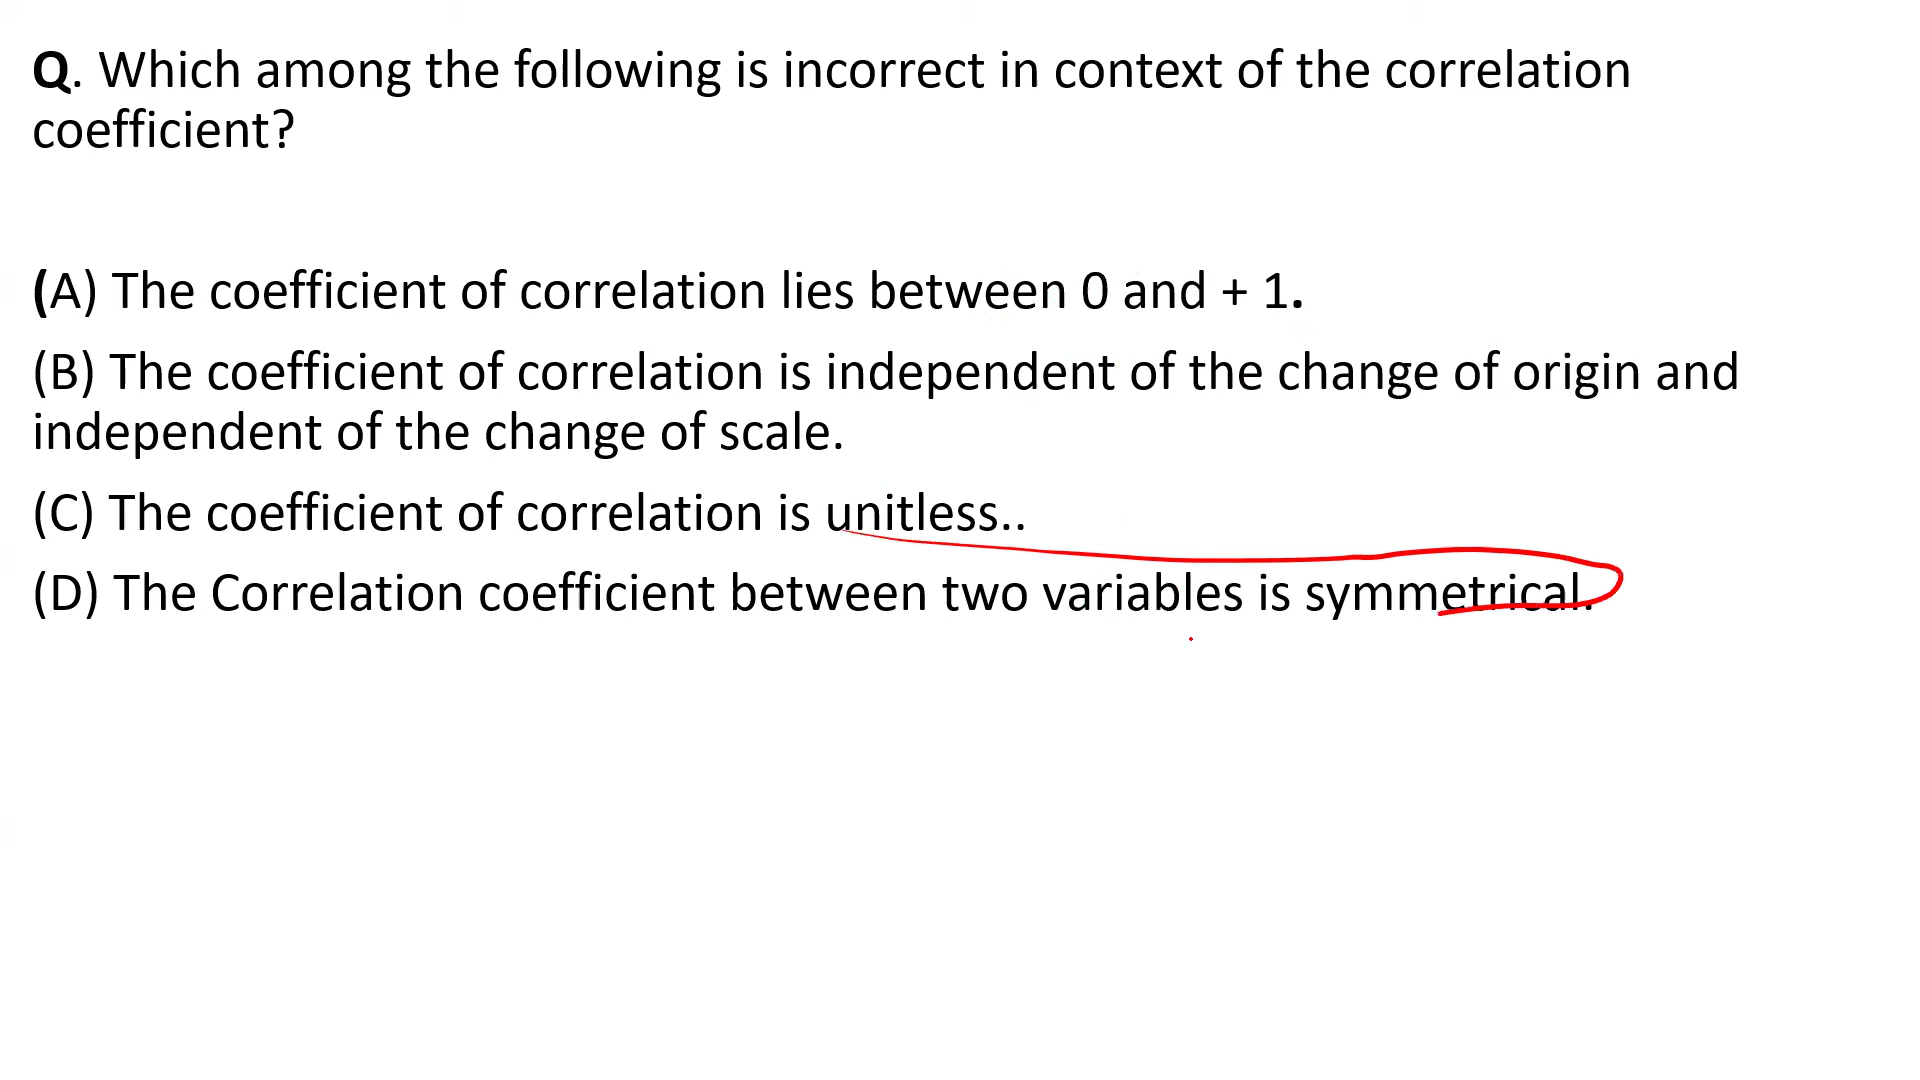 Q. Which among the following is incorrect in context of the correlation
coefficient?
(A) The coefficient of correlation lies between 0 and + 1.
(B) The coefficient of correlation is independent of the change of origin and
independent of the change of scale.
(C) The coefficient of correlation is unitless..
(D) The Correlation coefficient between two variables is symmetrical.